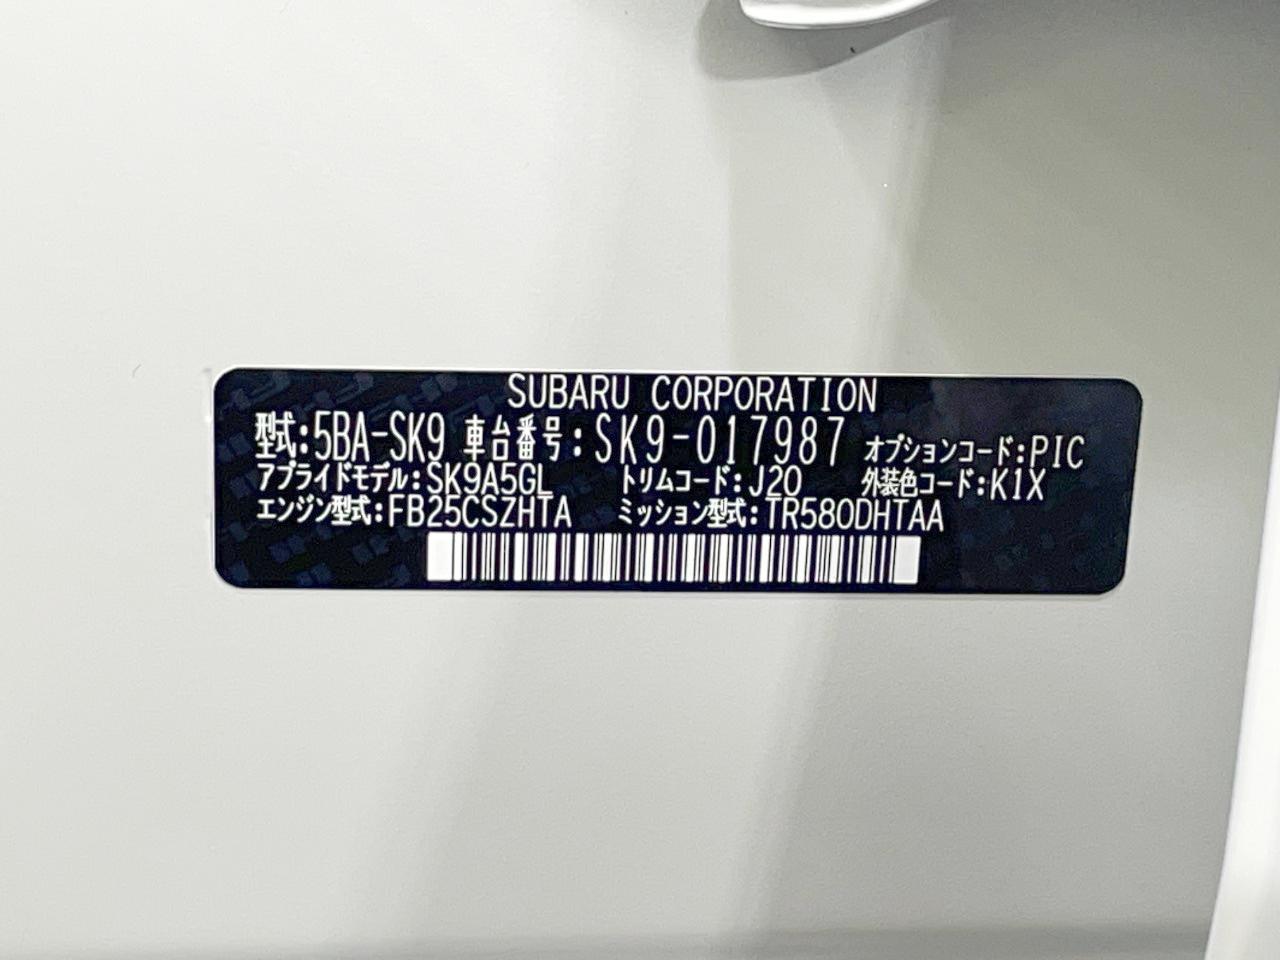 SUBARU CORPORATION
型式:5BA-SK9 車台番号:SK9-017987 オプションコード:PIC
アプライドモデル:SK9A5GL トリムコード:J20 外装色コード:K1X
エンジン型式:FB25CSZHTA ミッション型式:TR580DHTAA